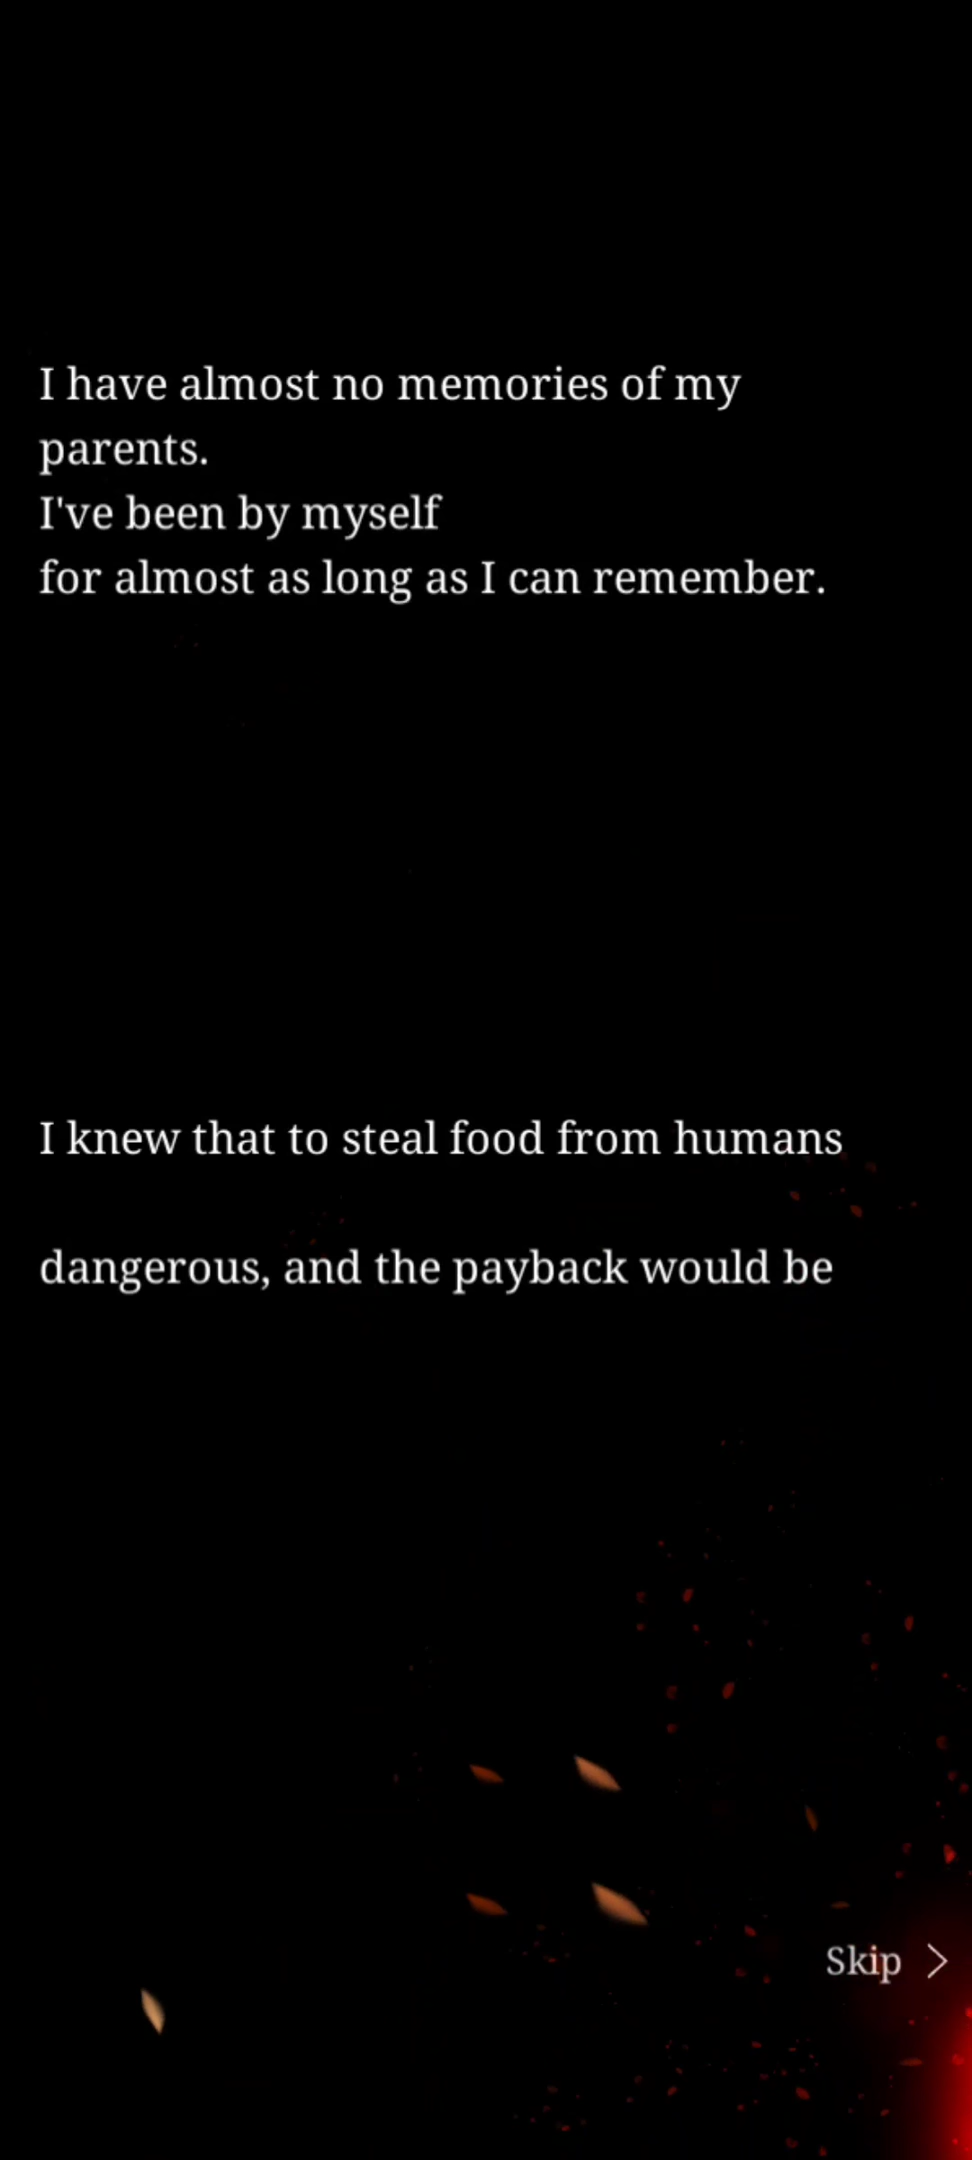 I have almost no memories of my
parents.
I've been by myself
for almost as long as I can remember.
I knew that to steal food from humans
dangerous, and the payback would be
Skip >